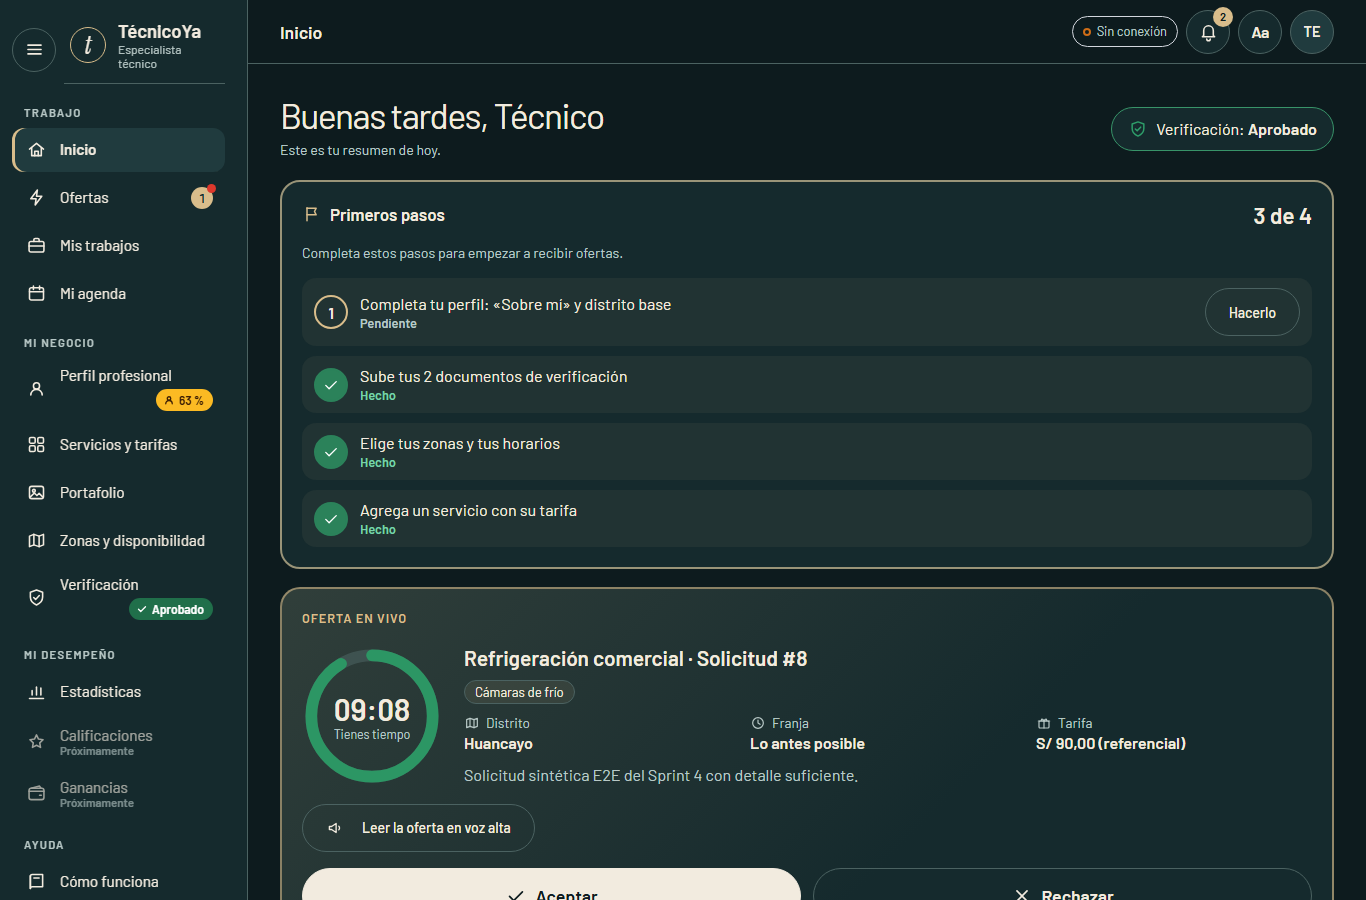 t
TécnicoYa
Especialista
técnico
TRABAJO
Inicio
Ofertas
1
Mis trabajos
Mi agenda
MI NEGOCIO
Perfil profesional
63 %
Servicios y tarifas
Portafolio
Zonas y disponibilidad
Verificación
Aprobado
MI DESEMPEÑO
Estadísticas
Calificaciones
Próximamente
Ganancias
Próximamente
AYUDA
Cómo funciona
Inicio
Sin conexión
2
Aa
TE
Buenas tardes, Técnico
Este es tu resumen de hoy.
Verificación: Aprobado
Primeros pasos
3 de 4
Completa estos pasos para empezar a recibir ofertas.
1
Completa tu perfil: «Sobre mí» y distrito base
Pendiente
Hacerlo
Sube tus 2 documentos de verificación
Hecho
Elige tus zonas y tus horarios
Hecho
Agrega un servicio con su tarifa
Hecho
OFERTA EN VIVO
09:08
Tienes tiempo
Refrigeración comercial · Solicitud #8
Cámaras de frío
Distrito
Huancayo
Franja
Lo antes posible
Tarifa
S/ 90,00 (referencial)
Solicitud sintética E2E del Sprint 4 con detalle suficiente.
Leer la oferta en voz alta
Aceptar
Rechazar